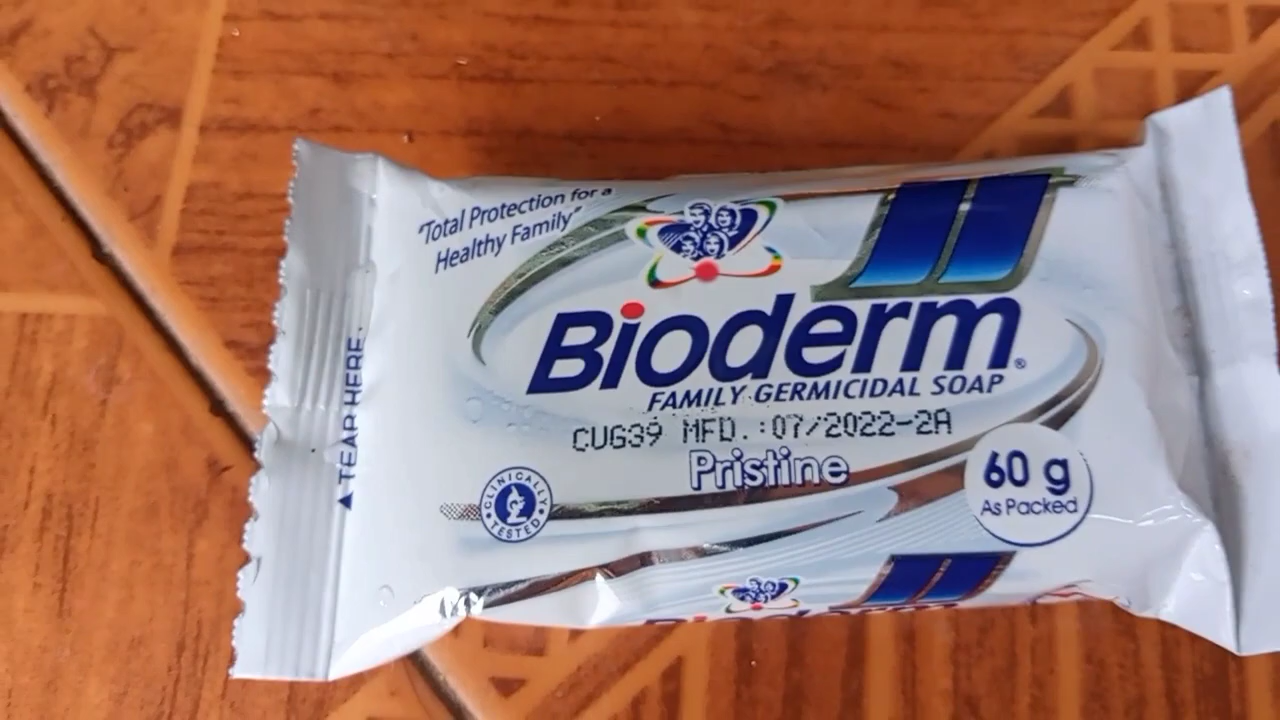 "Total Protection for a
Healthy Family"
Bioderm®
FAMILY GERMICIDAL SOAP
CUG39 MFD.:07/2022-2A
Pristine
60 g
As Packed
CLINICALLY
TESTED
▲TEAR HERE
Bioderm